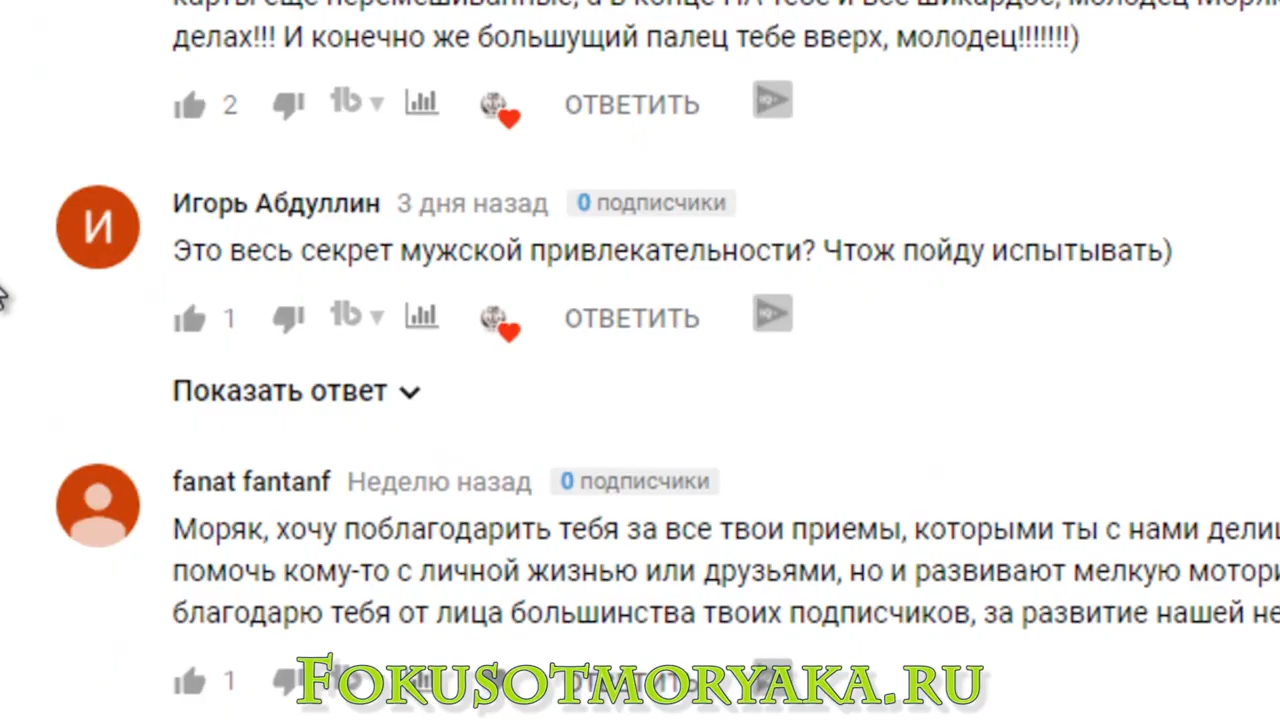 делах!!! И конечно же большущий палец тебе вверх, молодец!!!!!!!)
2 ОТВЕТИТЬ
И
Игорь Абдуллин 3 дня назад 0 подписчики
Это весь секрет мужской привлекательности? Чтож пойду испытывать)
1 ОТВЕТИТЬ
Показать ответ
fanat fantanf Неделю назад 0 подписчики
Моряк, хочу поблагодарить тебя за все твои приемы, которыми ты с нами
помочь кому-то с личной жизнью или друзьями, но и развивают мелкую
благодарю тебя от лица большинства твоих подписчиков, за развитие нашей
1
Fokusotmoryaka.ru